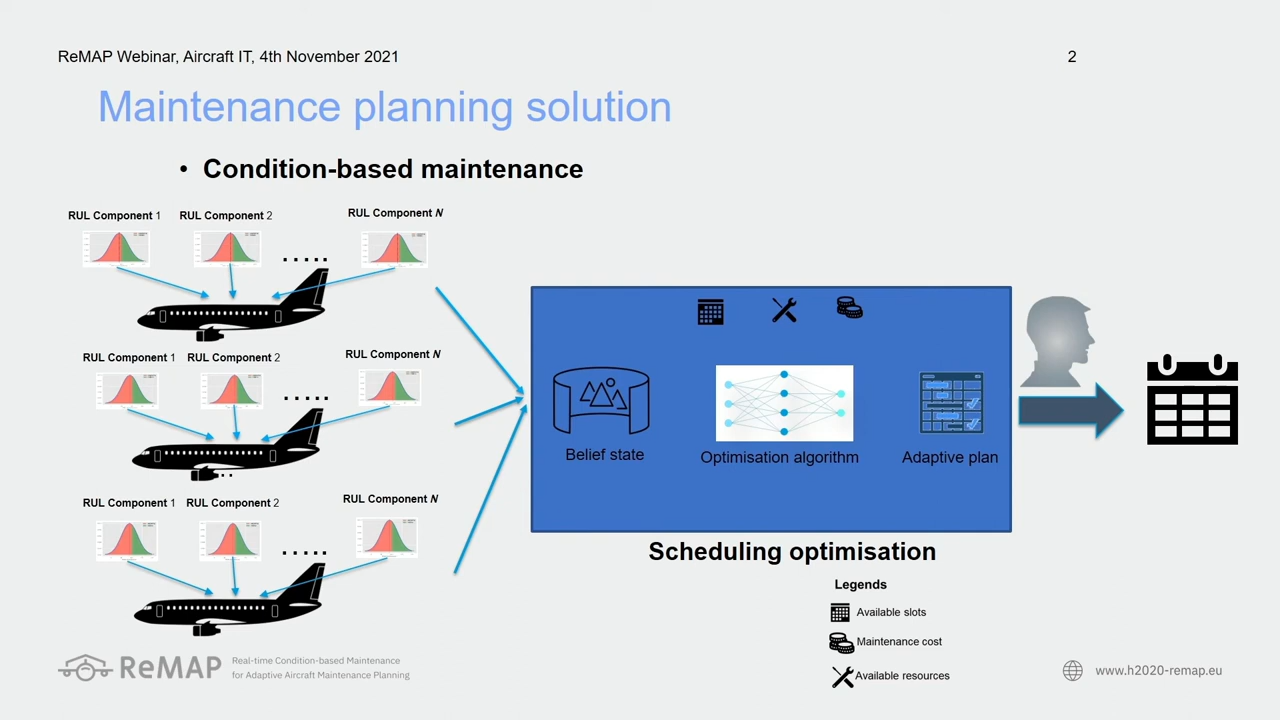 ReMAP Webinar, Aircraft IT, 4th November 2021
2
Maintenance planning solution
• Condition-based maintenance
RUL Component 1
RUL Component 2
RUL Component N
RUL Component 1
RUL Component 2
RUL Component N
RUL Component 1
RUL Component 2
RUL Component N
Belief state
Optimisation algorithm
Adaptive plan
Scheduling optimisation
Legends
Available slots
Maintenance cost
Available resources
ReMAP
Real-time Condition-based Maintenance
for Adaptive Aircraft Maintenance Planning
www.h2020-remap.eu